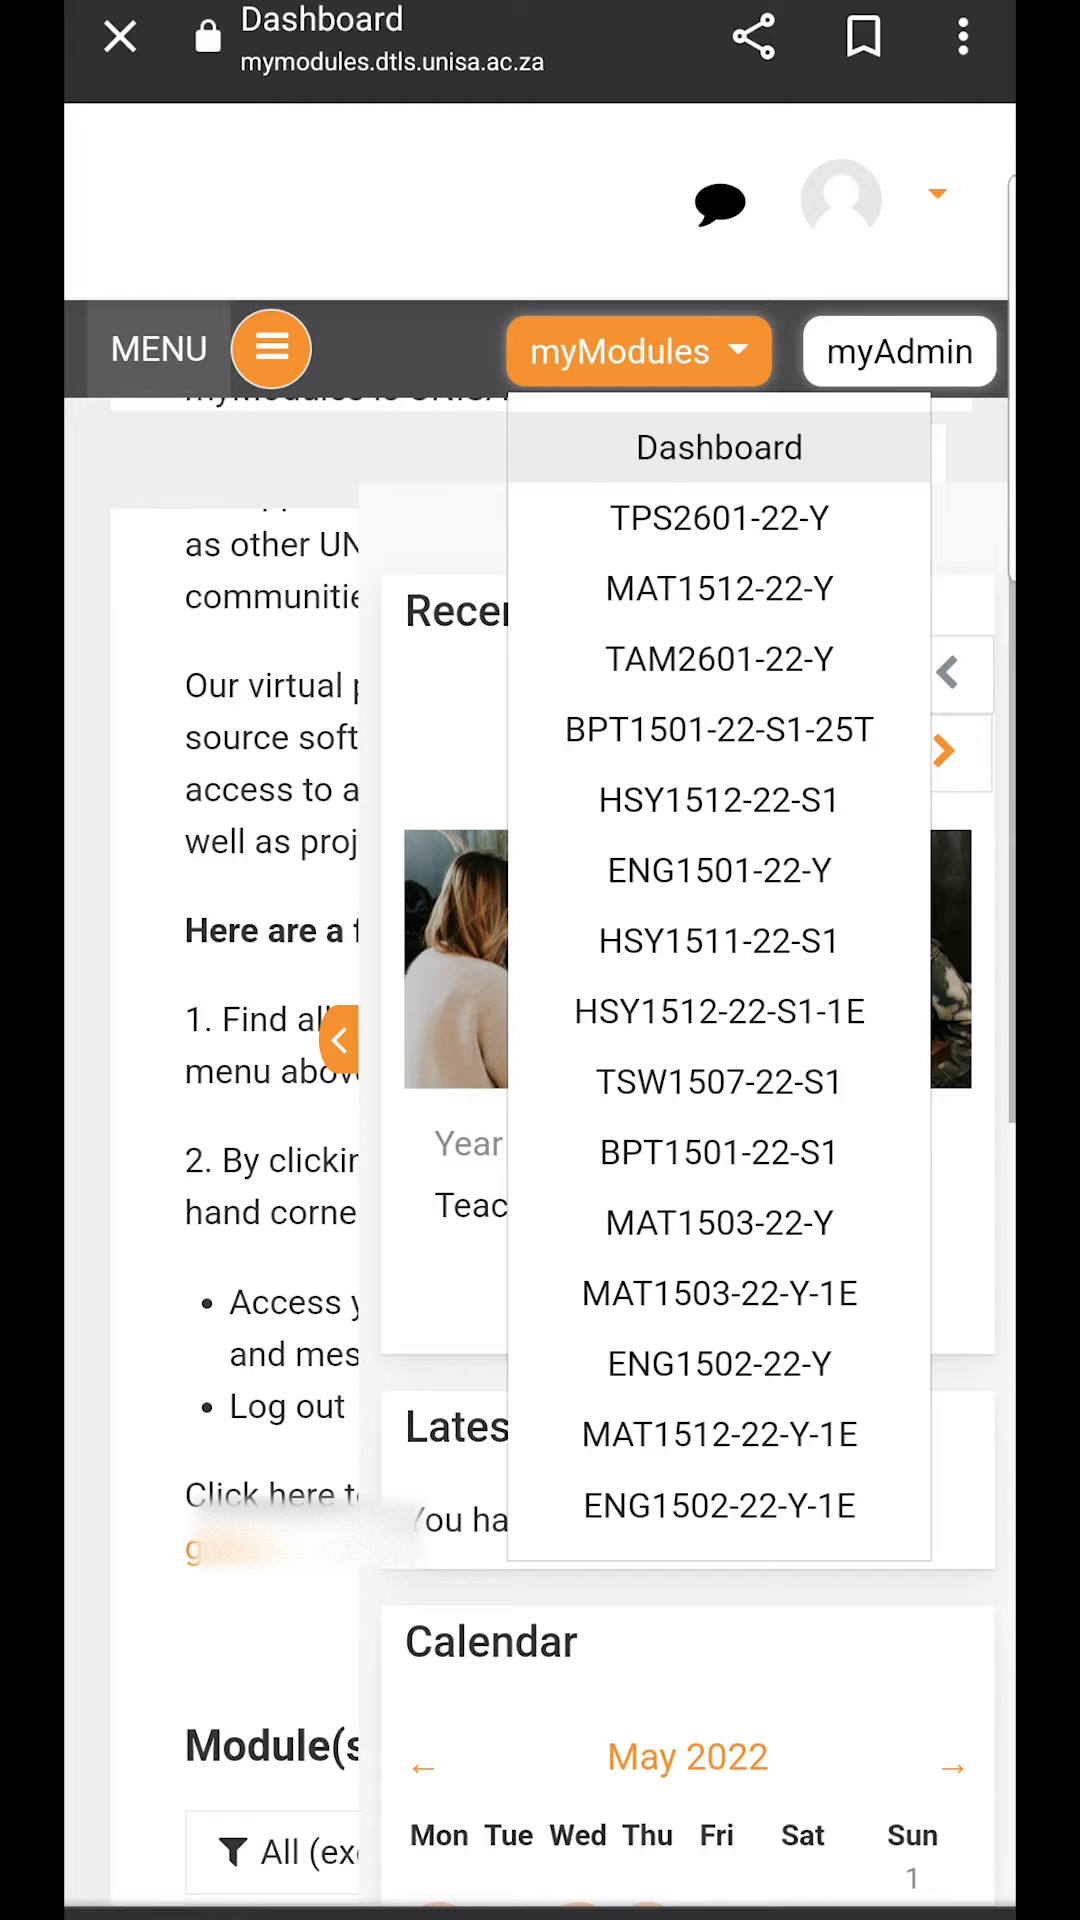 Dashboard
mymodules.dtls.unisa.ac.za
MENU
myModules
myAdmin
Dashboard
TPS2601-22-Y
MAT1512-22-Y
TAM2601-22-Y
BPT1501-22-S1-25T
HSY1512-22-S1
ENG1501-22-Y
HSY1511-22-S1
HSY1512-22-S1-1E
TSW1507-22-S1
BPT1501-22-S1
MAT1503-22-Y
MAT1503-22-Y-1E
ENG1502-22-Y
MAT1512-22-Y-1E
ENG1502-22-Y-1E
as other UN
communitie
Our virtual
source soft
access to a
well as proj
Here are a
1. Find al
menu abov
2. By clickin
hand corne
• Access
and mes
• Log out
Click here t
g
Module(s
All (exc
Recen
Year
Teac
Lates
You ha
Calendar
← May 2022 →
Mon Tue Wed Thu Fri Sat Sun
1